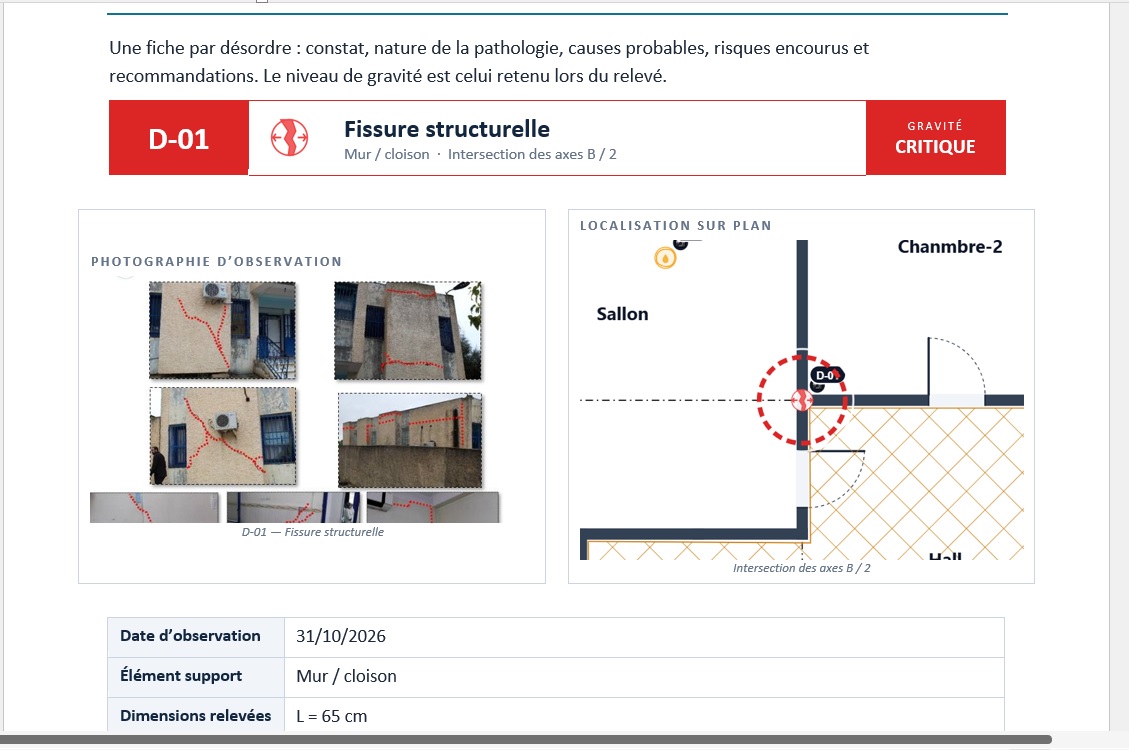 Une fiche par désordre : constat, nature de la pathologie, causes probables, risques encourus et
recommandations. Le niveau de gravité est celui retenu lors du relevé.
D-01
Fissure structurelle
Mur / cloison · Intersection des axes B / 2
GRAVITÉ
CRITIQUE
PHOTOGRAPHIE D’OBSERVATION
D-01 — Fissure structurelle
LOCALISATION SUR PLAN
Chanmbre-2
Sallon
D-0
Hall
Intersection des axes B / 2
Date d’observation
31/10/2026
Élément support
Mur / cloison
Dimensions relevées
L = 65 cm